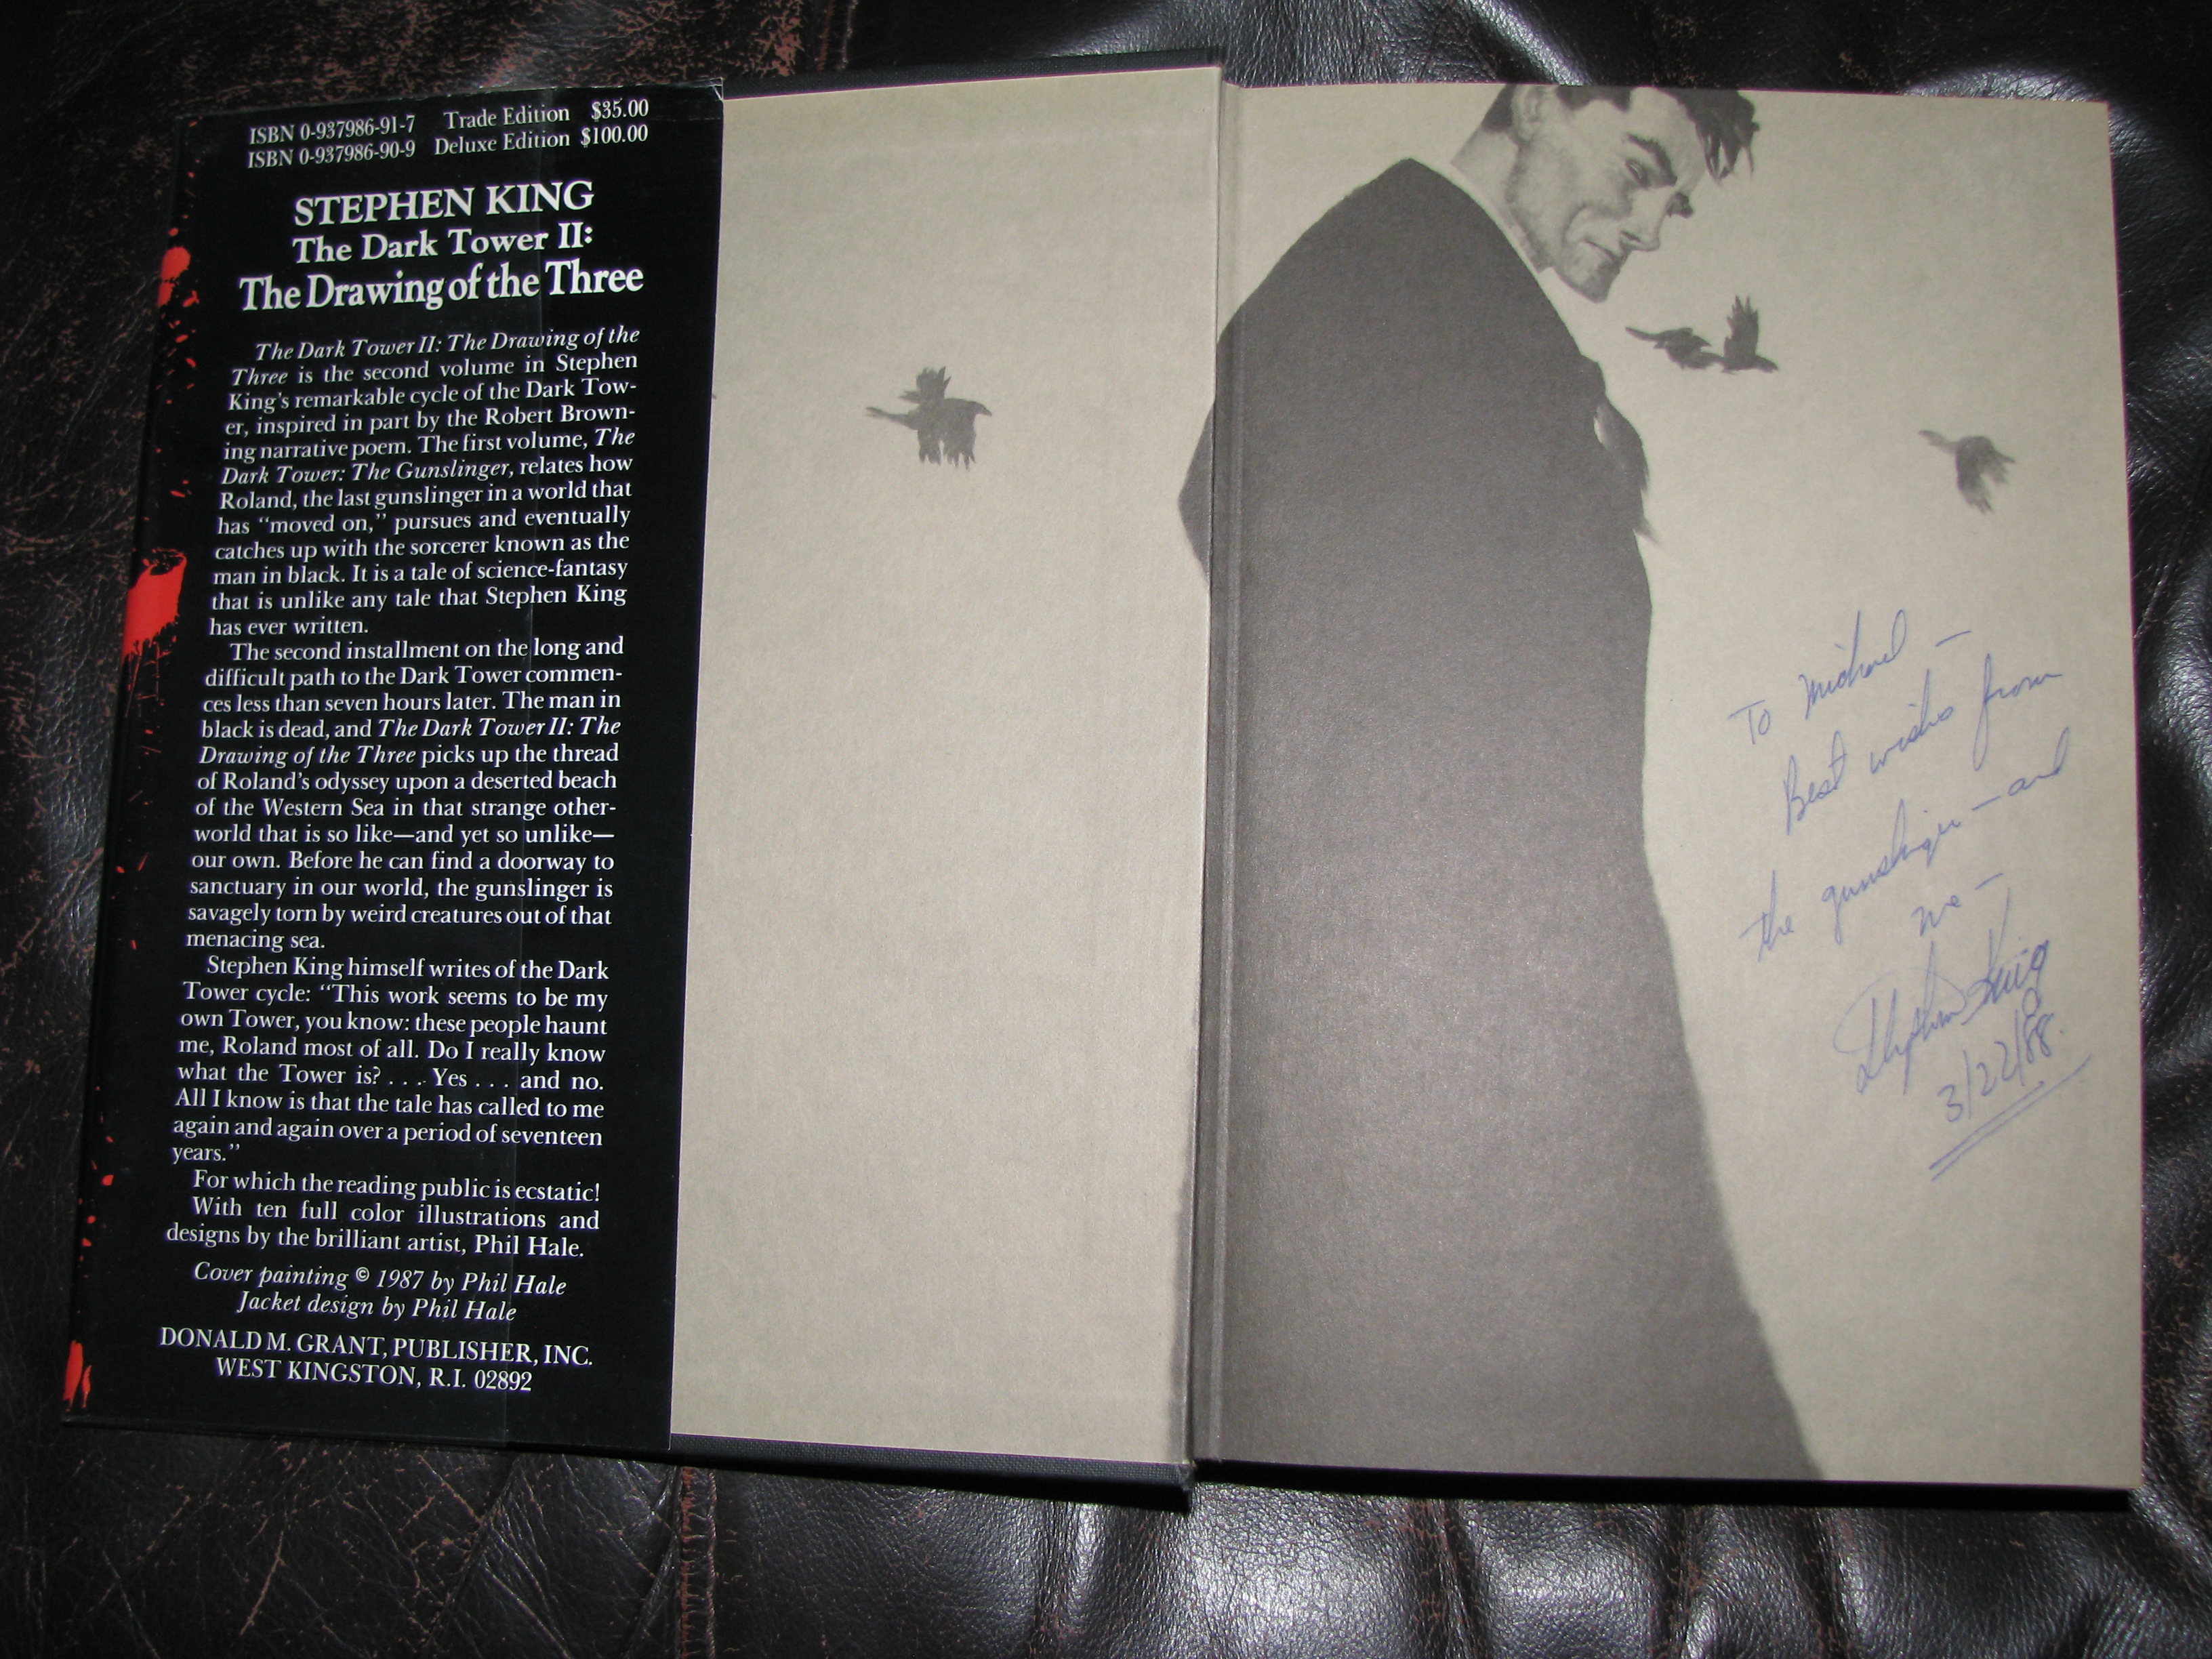 ISBN 0-937986-91-7 Trade Edition $35.00
ISBN 0-937986-90-9 Deluxe Edition $100.00
STEPHEN KING
The Dark Tower II:
The Drawing of the Three
The Dark Tower II: The Drawing of the
Three is the second volume in Stephen
King's remarkable cycle of the Dark Tow-
er, inspired in part by the Robert Brown-
ing narrative poem. The first volume, The
Dark Tower: The Gunslinger, relates how
Roland, the last gunslinger in a world that
has “moved on,” pursues and eventually
catches up with the sorcerer known as the
man in black. It is a tale of science-fantasy
that is unlike any tale that Stephen King
has ever written.
The second installment on the long and
difficult path to the Dark Tower commen-
ces less than seven hours later. The man in
black is dead, and The Dark Tower II: The
Drawing of the Three picks up the thread
of Roland's odyssey upon a deserted beach
of the Western Sea in that strange other-
world that is so like—and yet so unlike—
our own. Before he can find a doorway to
sanctuary in our world, the gunslinger is
savagely torn by weird creatures out of that
menacing sea.
Stephen King himself writes of the Dark
Tower cycle: “This work seems to be my
own Tower, you know: these people haunt
me, Roland most of all. Do I really know
what the Tower is? . . . Yes . . . and no.
All I know is that the tale has called to me
again and again over a period of seventeen
years.”
For which the reading public is ecstatic!
With ten full color illustrations and
designs by the brilliant artist, Phil Hale.
Cover painting © 1987 by Phil Hale
Jacket design by Phil Hale
DONALD M. GRANT, PUBLISHER, INC.
WEST KINGSTON, R.I. 02892
To Michael —
Best wishes from
the gunslinger — and
me —
Stephen King
3/22/88